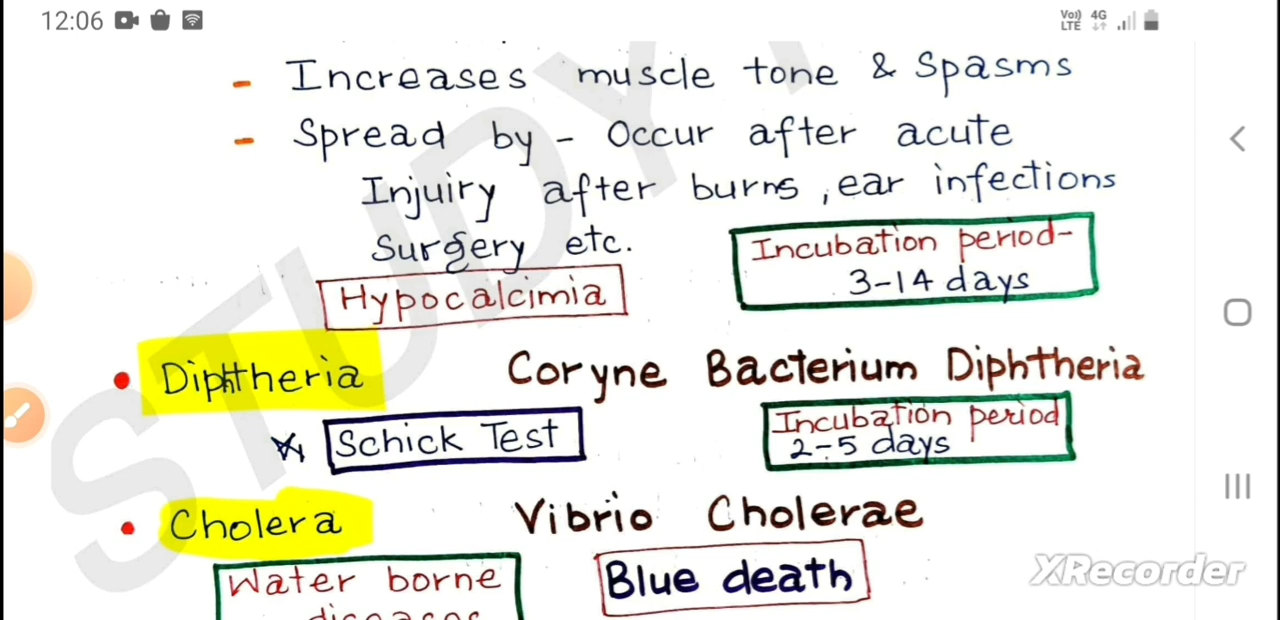 12:06 Vo)) 4G
LTE
- Increases muscle tone & Spasms
- Spread by - Occur after acute
Injuiry after burns, ear infections
Surgery etc.
Incubation period-
3-14 days
Hypocalcimia
• Diphtheria Coryne Bacterium Diphtheria
Schick Test
Incubation period
2-5 days
• Cholera Vibrio Cholerae
Water borne
Blue death
STUDY
XRecorder